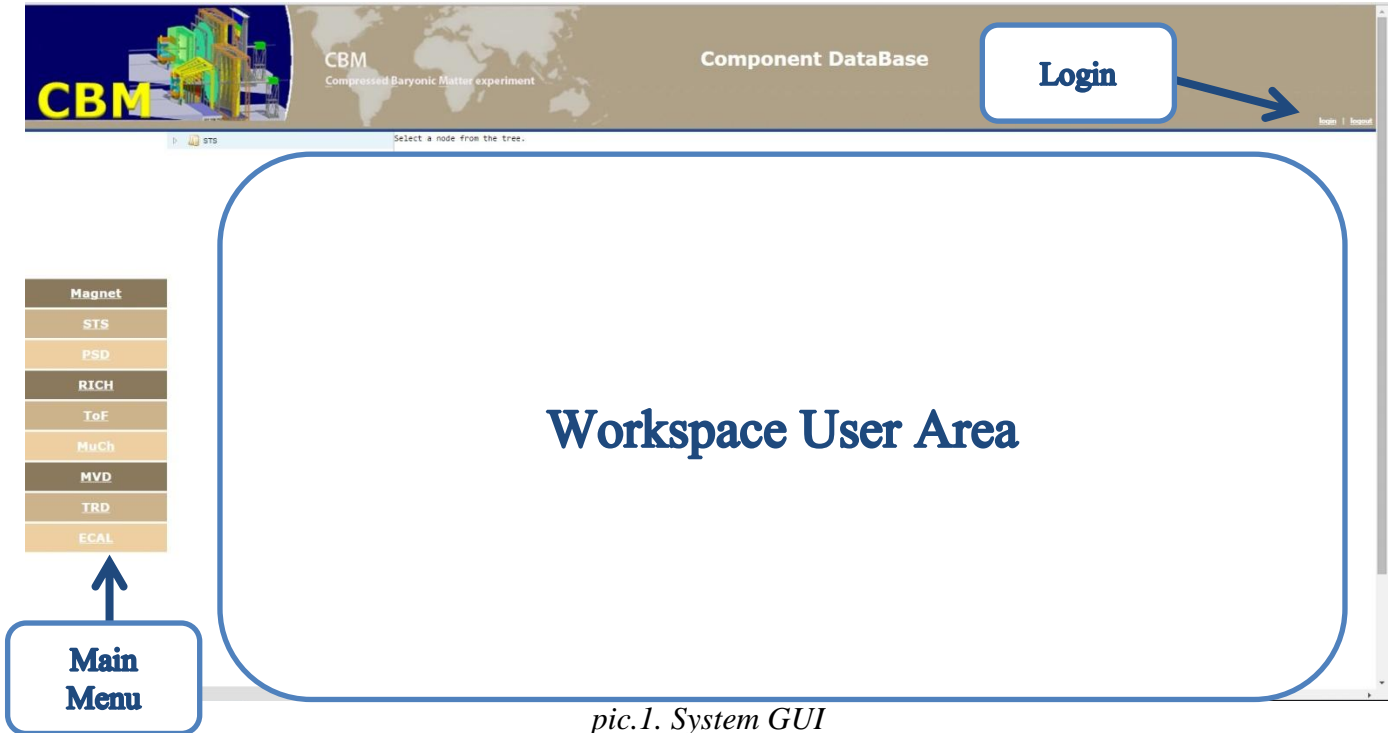 CBM
CBM
Compressed Baryonic Matter experiment
Component DataBase
Login
login | logout
STS
Select a node from the tree.
Magnet
STS
PSD
RICH
ToF
MuCh
MVD
TRD
ECAL
Workspace User Area
Main
Menu
pic.1. System GUI